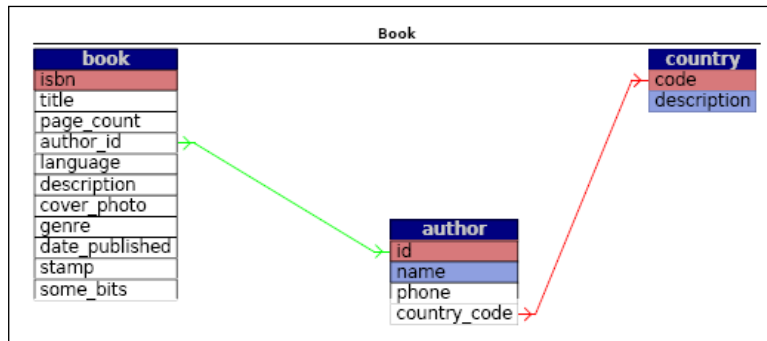 Book
book
isbn
title
page_count
author_id
language
description
cover_photo
genre
date_published
stamp
some_bits
author
id
name
phone
country_code
country
code
description